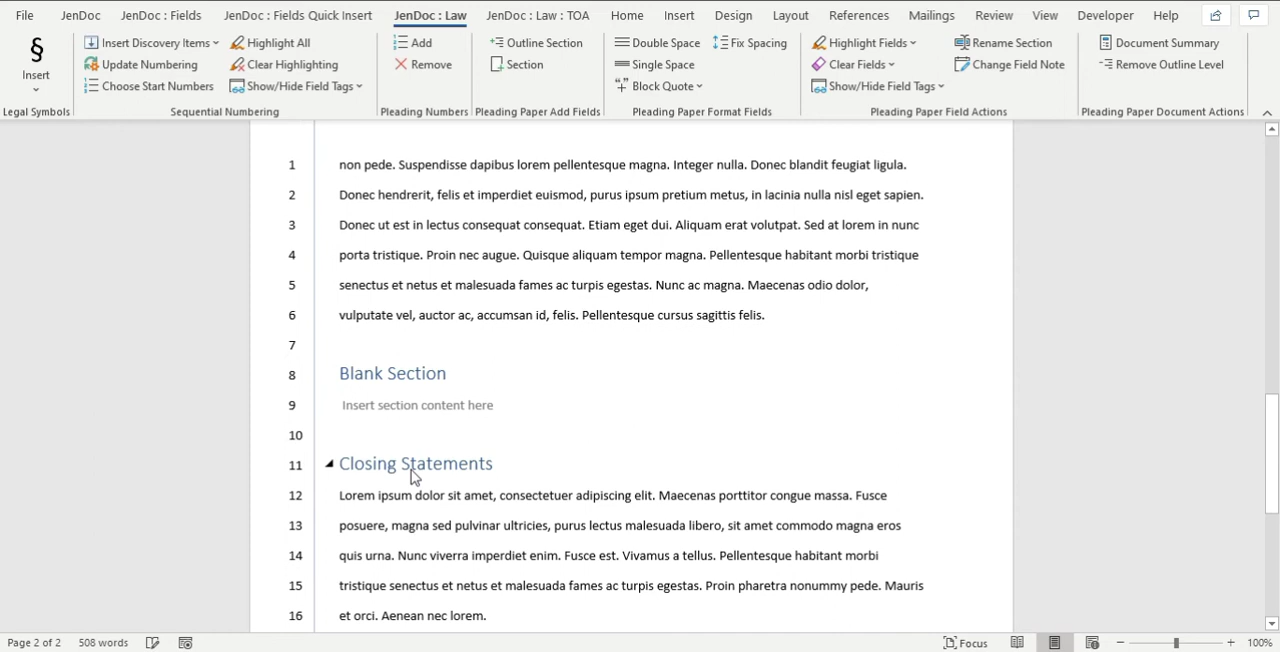 File JenDoc JenDoc : Fields JenDoc : Fields Quick Insert JenDoc : Law JenDoc : Law : TOA Home Insert Design Layout References Mailings Review View Developer Help
§ Insert Discovery Items Highlight All Add Outline Section Double Space Fix Spacing Highlight Fields Rename Section Document Summary
Insert Update Numbering Clear Highlighting Remove Section Single Space Clear Fields Change Field Note Remove Outline Level
Choose Start Numbers Show/Hide Field Tags Block Quote Show/Hide Field Tags
Legal Symbols Sequential Numbering Pleading Numbers Pleading Paper Add Fields Pleading Paper Format Fields Pleading Paper Field Actions Pleading Paper Document Actions
1 non pede. Suspendisse dapibus lorem pellentesque magna. Integer nulla. Donec blandit feugiat ligula.
2 Donec hendrerit, felis et imperdiet euismod, purus ipsum pretium metus, in lacinia nulla nisl eget sapien.
3 Donec ut est in lectus consequat consequat. Etiam eget dui. Aliquam erat volutpat. Sed at lorem in nunc
4 porta tristique. Proin nec augue. Quisque aliquam tempor magna. Pellentesque habitant morbi tristique
5 senectus et netus et malesuada fames ac turpis egestas. Nunc ac magna. Maecenas odio dolor,
6 vulputate vel, auctor ac, accumsan id, felis. Pellentesque cursus sagittis felis.
7
8 Blank Section
9 Insert section content here
10
11 Closing Statements
12 Lorem ipsum dolor sit amet, consectetuer adipiscing elit. Maecenas porttitor congue massa. Fusce
13 posuere, magna sed pulvinar ultricies, purus lectus malesuada libero, sit amet commodo magna eros
14 quis urna. Nunc viverra imperdiet enim. Fusce est. Vivamus a tellus. Pellentesque habitant morbi
15 tristique senectus et netus et malesuada fames ac turpis egestas. Proin pharetra nonummy pede. Mauris
16 et orci. Aenean nec lorem.
Page 2 of 2 508 words Focus 100%